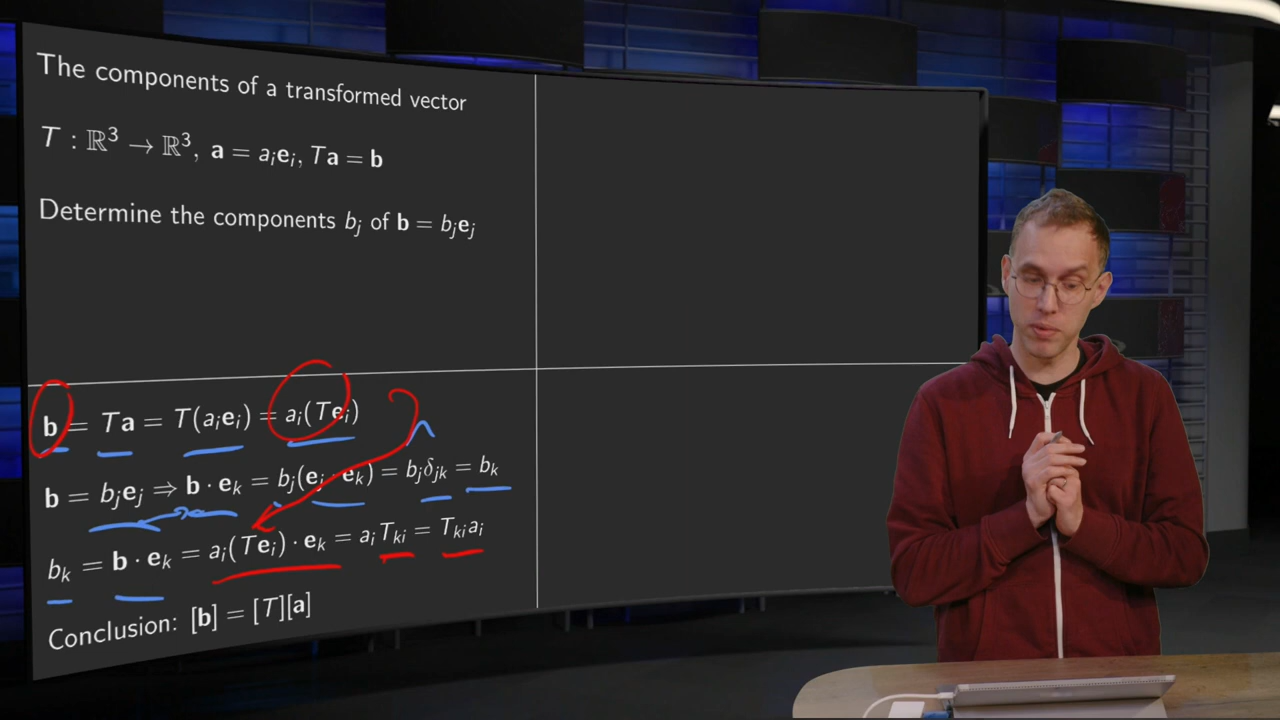 The components of a transformed vector
T : ℝ³ → ℝ³, a = aᵢeᵢ, Ta = b
Determine the components bⱼ of b = bⱼeⱼ
b = Ta = T(aᵢeᵢ) = aᵢ(Teᵢ)
b = bⱼeⱼ ⇒ b · eₖ = bⱼ(eⱼ · eₖ) = bⱼδⱼₖ = bₖ
bₖ = b · eₖ = aᵢ(Teᵢ) · eₖ = aᵢTₖᵢ = Tₖᵢaᵢ
Conclusion: [b] = [T][a]